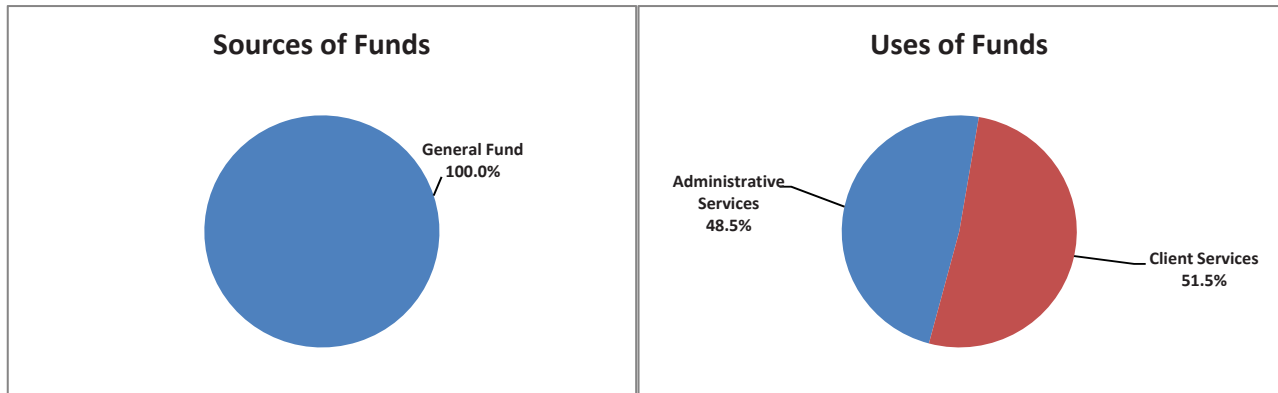 Sources of Funds
General Fund
100.0%
Uses of Funds
Administrative
Services
48.5%
Client Services
51.5%